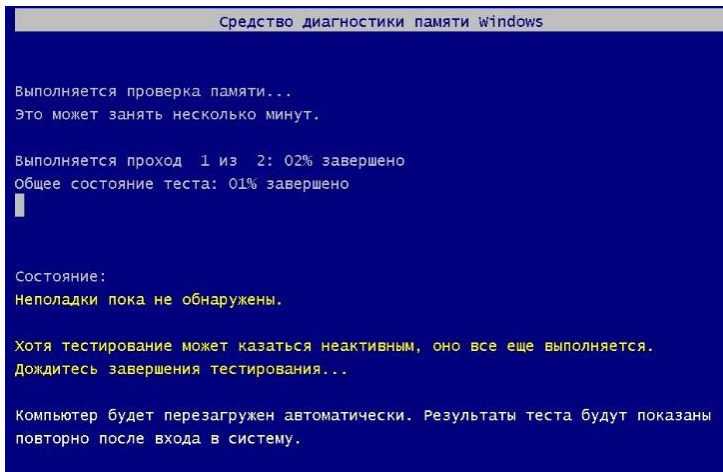 Средство диагностики памяти Windows
Выполняется проверка памяти...
Это может занять несколько минут.
Выполняется проход 1 из 2: 02% завершено
Общее состояние теста: 01% завершено
Состояние:
Неполадки пока не обнаружены.
Хотя тестирование может казаться неактивным, оно все еще выполняется.
Дождитесь завершения тестирования...
Компьютер будет перезагружен автоматически. Результаты теста будут показаны
повторно после входа в систему.